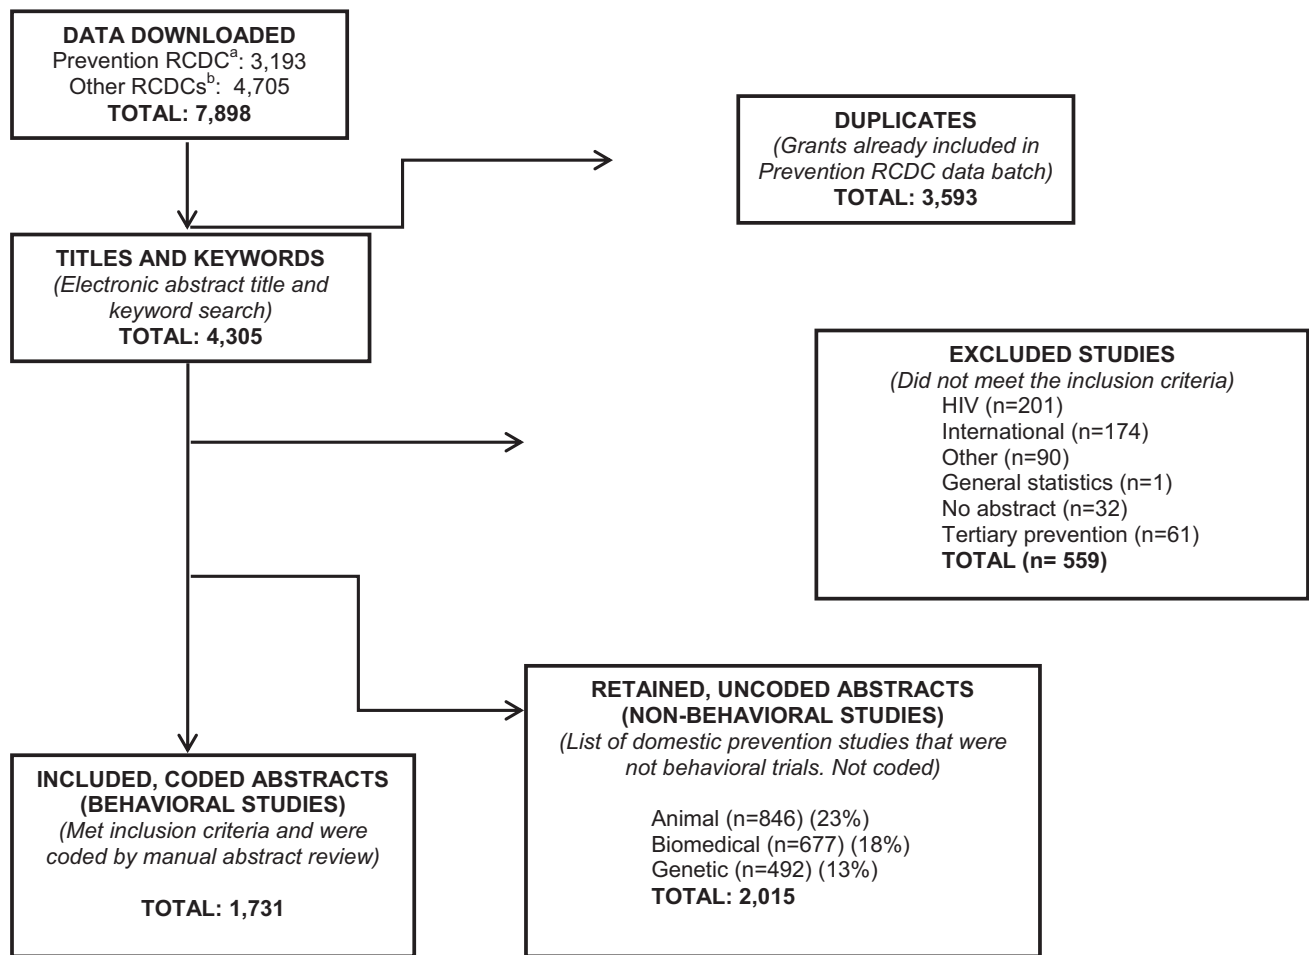 DATA DOWNLOADED
Prevention RCDCa: 3,193
Other RCDCsb: 4,705
TOTAL: 7,898
DUPLICATES
(Grants already included in
Prevention RCDC data batch)
TOTAL: 3,593
TITLES AND KEYWORDS
(Electronic abstract title and
keyword search)
TOTAL: 4,305
EXCLUDED STUDIES
(Did not meet the inclusion criteria)
HIV (n=201)
International (n=174)
Other (n=90)
General statistics (n=1)
No abstract (n=32)
Tertiary prevention (n=61)
TOTAL (n= 559)
RETAINED, UNCODED ABSTRACTS
(NON-BEHAVIORAL STUDIES)
(List of domestic prevention studies that were
not behavioral trials. Not coded)
Animal (n=846) (23%)
Biomedical (n=677) (18%)
Genetic (n=492) (13%)
TOTAL: 2,015
INCLUDED, CODED ABSTRACTS
(BEHAVIORAL STUDIES)
(Met inclusion criteria and were
coded by manual abstract review)
TOTAL: 1,731